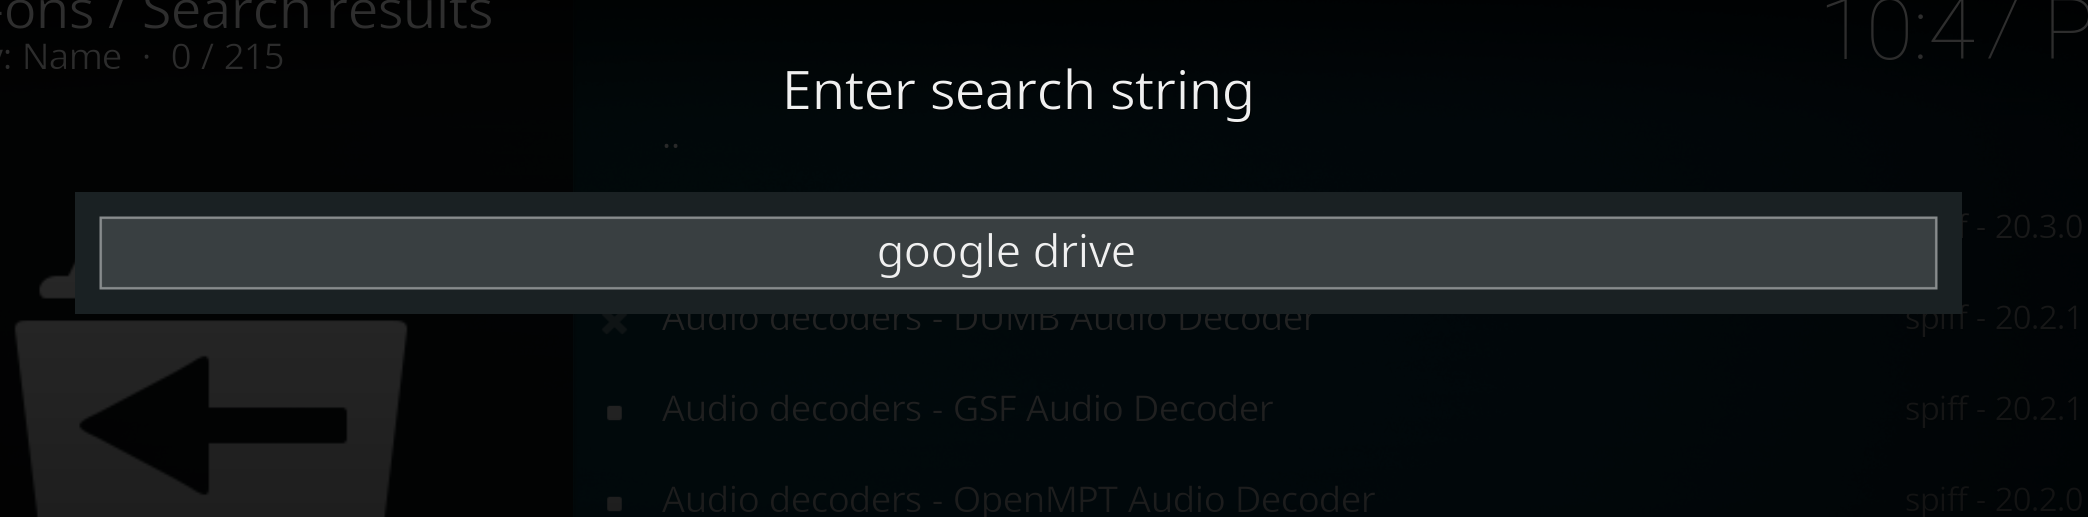 -ons / Search results
: Name · 0 / 215
10:4
Enter search string
..
google drive
f - 20.3.0
Audio decoders - DUMB Audio Decoder
spiff - 20.2.1
Audio decoders - GSF Audio Decoder
spiff - 20.2.1
Audio decoders - OpenMPT Audio Decoder
spiff - 20.2.0